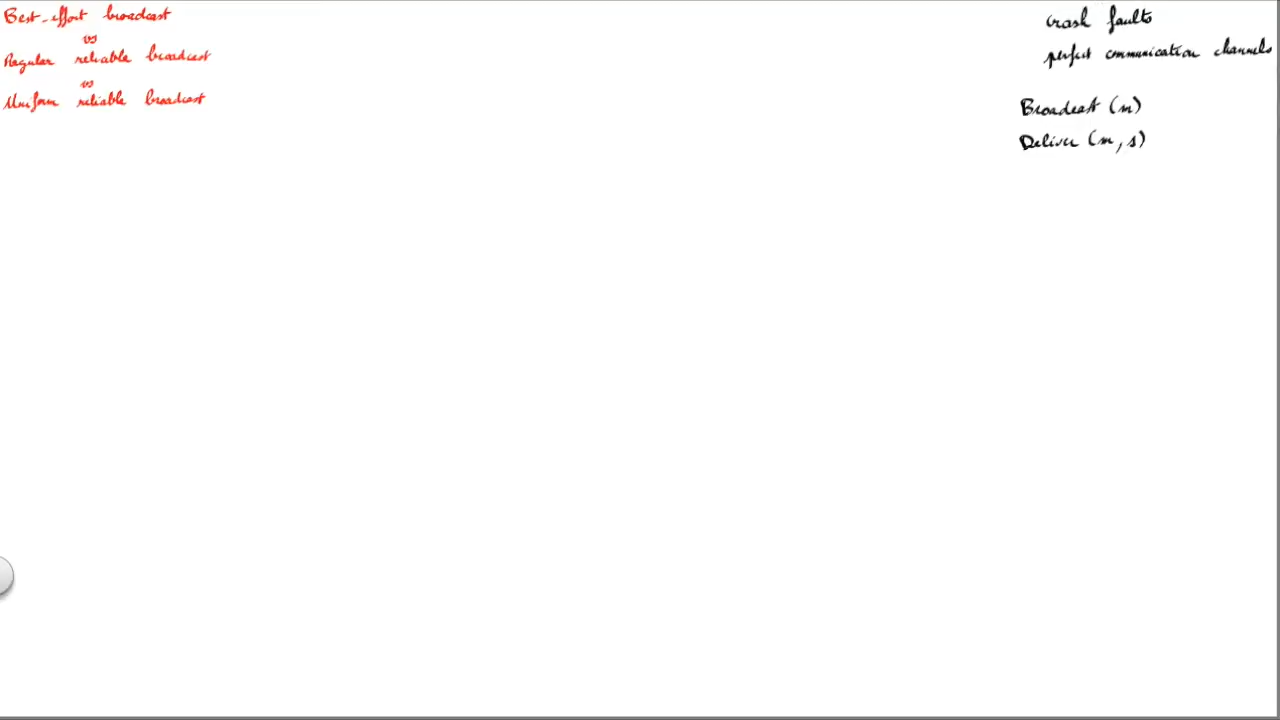 Best-effort broadcast
vs
Regular reliable broadcast
vs
Uniform reliable broadcast
crash faults
perfect communication channels
Broadcast (m)
Deliver (m, s)